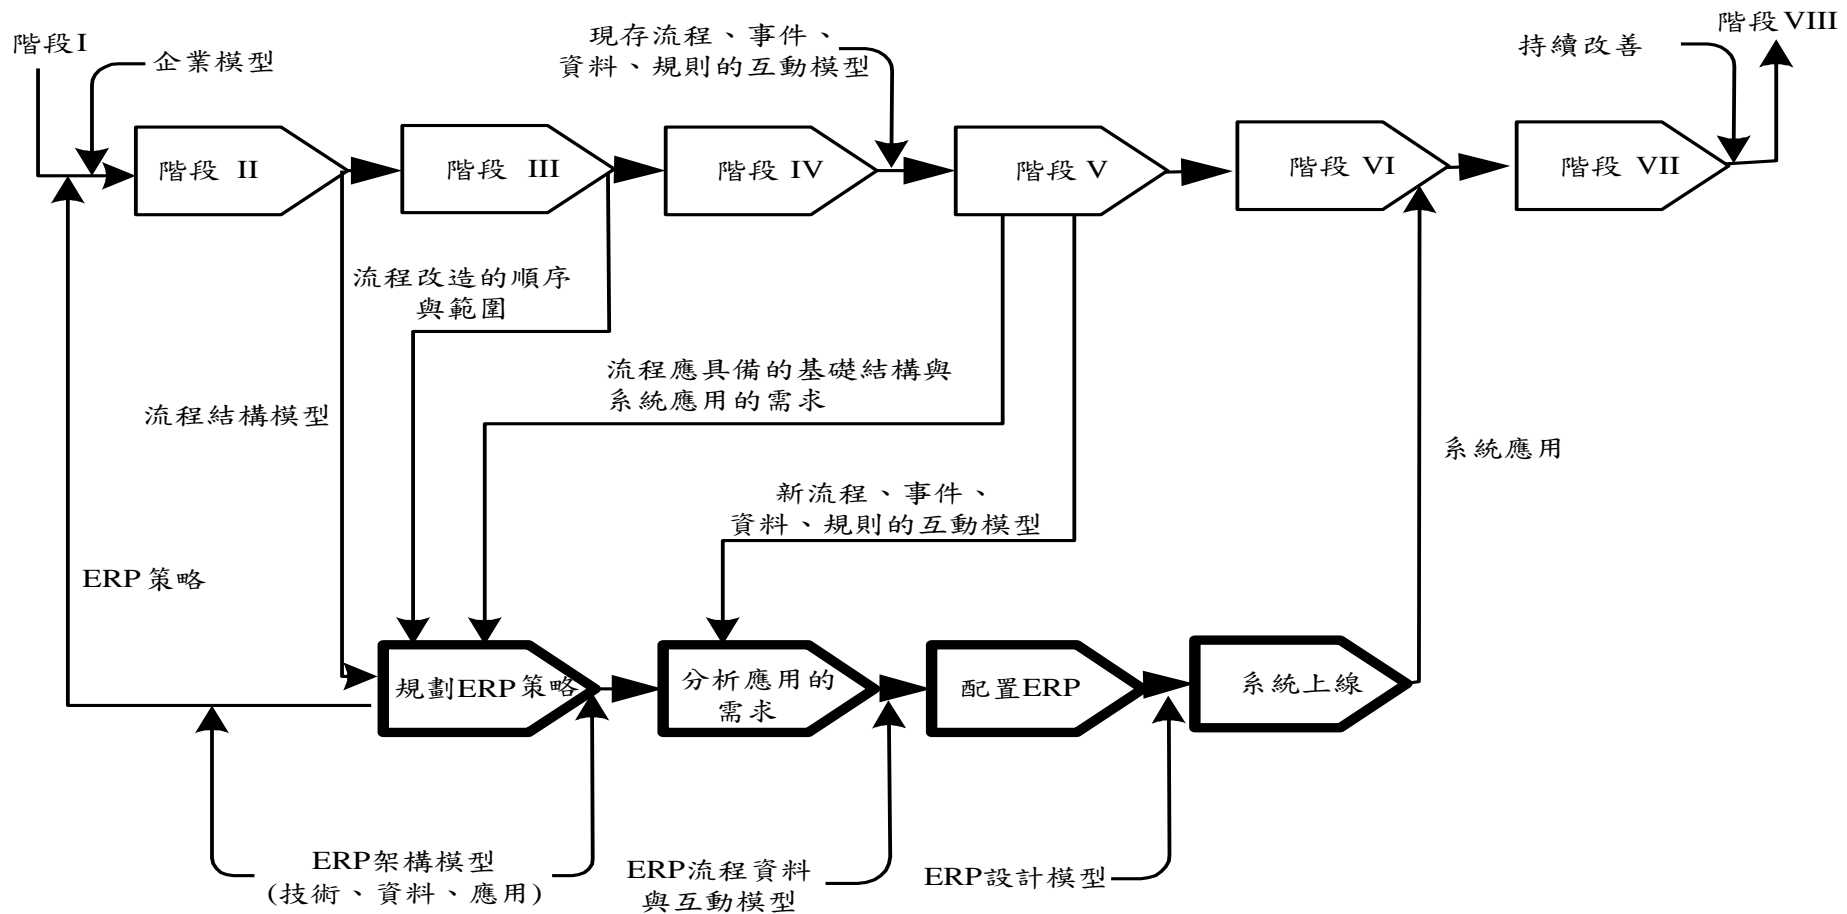 階段I
企業模型
現存流程、事件、
資料、規則的互動模型
持續改善
階段 VIII
階段 II
階段 III
階段 IV
階段 V
階段 VI
階段 VII
流程改造的順序
與範圍
流程應具備的基礎結構與
系統應用的需求
流程結構模型
系統應用
新流程、事件、
資料、規則的互動模型
ERP 策略
規劃ERP 策略
分析應用的
需求
配置ERP
系統上線
ERP架構模型
(技術、資料、應用)
ERP流程資料
與互動模型
ERP設計模型